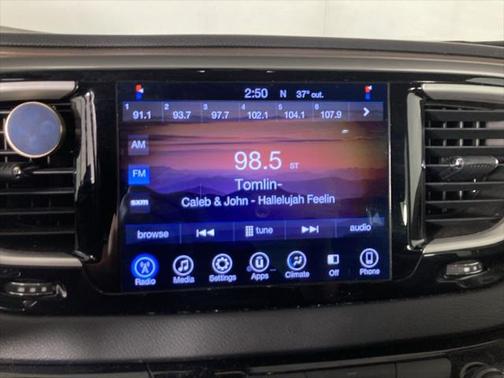 2:50 N 37° out.
1 2 3 4 5 6
91.1 93.7 97.7 102.1 104.1 107.9
AM
98.5 ST
FM
Tomlin-
Caleb & John - Hallelujah Feelin
sxm
browse tune audio
Radio Media Settings Apps Climate Off Phone